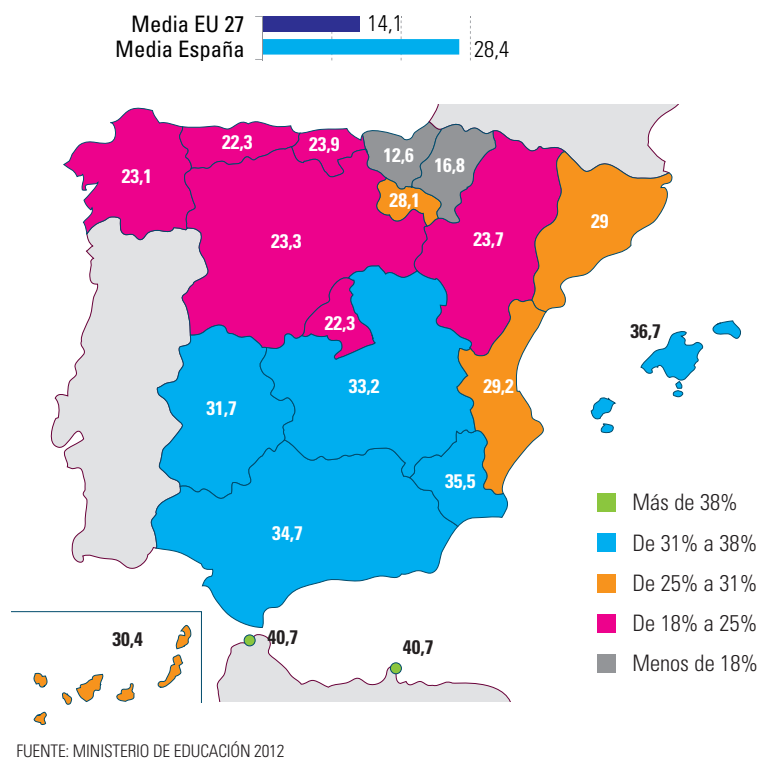 Media EU 27 14,1
Media España 28,4
22,3
23,9
12,6
16,8
23,1
28,1
29
23,3
23,7
22,3
36,7
33,2
29,2
31,7
35,5
34,7
Más de 38%
De 31% a 38%
De 25% a 31%
De 18% a 25%
Menos de 18%
30,4
40,7
40,7
FUENTE: MINISTERIO DE EDUCACIÓN 2012